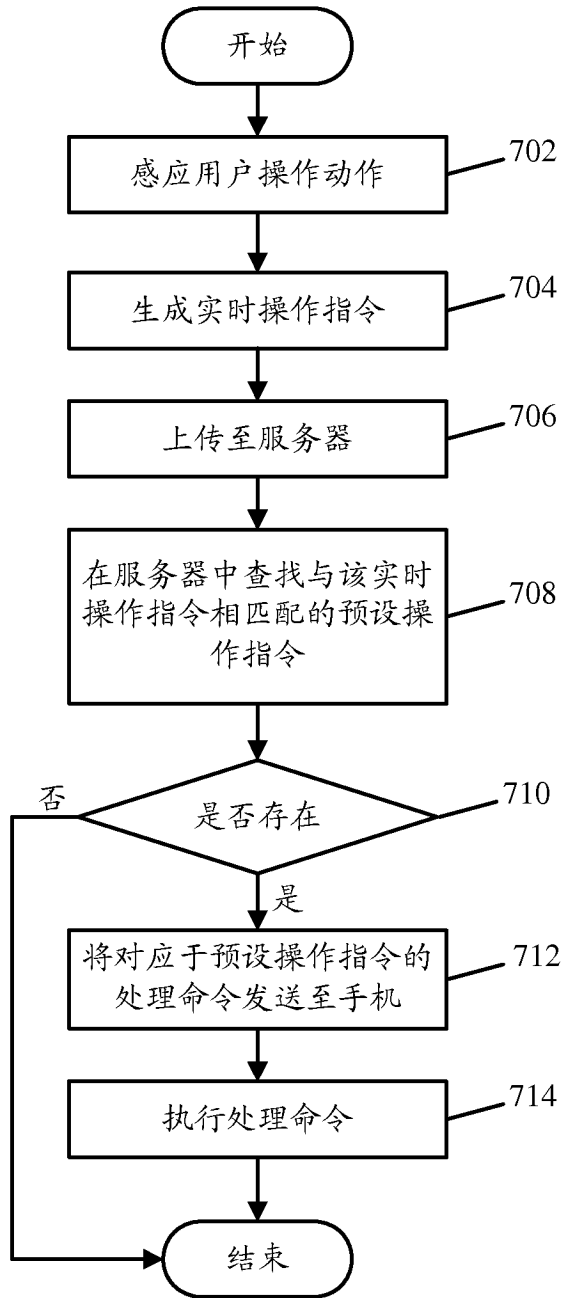 开始
感应用户操作动作
702
生成实时操作指令
704
上传至服务器
706
在服务器中查找与该实时
操作指令相匹配的预设操
作指令
708
否
是否存在
710
是
将对应于预设操作指令的
处理命令发送至手机
712
执行处理命令
714
结束